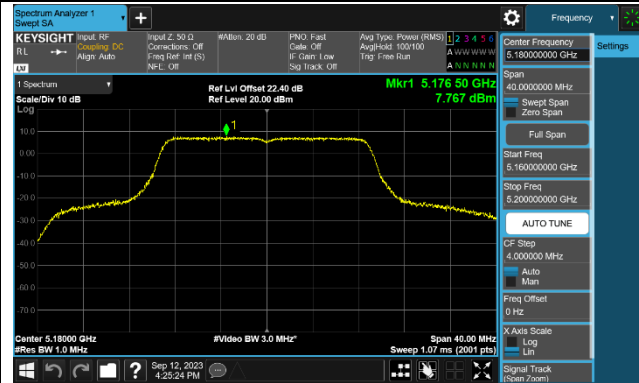 Spectrum Analyzer 1
Swept SA
Frequency
KEYSIGHT
RL
LXI
Input: RF
Coupling: DC
Align: Auto
Input Z: 50 Ω
Corrections: Off
Freq Ref: Int (S)
NFE: Off
#Atten: 20 dB
PNO: Fast
Gate: Off
IF Gain: Low
Sig Track: Off
Avg Type: Power (RMS)
Avg|Hold: 100/100
Trig: Free Run
1 2 3 4 5 6
A W W W W W
A N N N N N
1 Spectrum
Scale/Div 10 dB
Log
Ref Lvl Offset 22.40 dB
Ref Level 20.00 dBm
Mkr1 5.176 50 GHz
7.767 dBm
1
10.0
0.00
-10.0
-20.0
-30.0
-40.0
-50.0
-60.0
-70.0
Center 5.18000 GHz
#Res BW 1.0 MHz
#Video BW 3.0 MHz*
Span 40.00 MHz
Sweep 1.07 ms (2001 pts)
Sep 12, 2023
4:25:24 PM
Center Frequency
5.180000000 GHz
Settings
Span
40.0000000 MHz
Swept Span
Zero Span
Full Span
Start Freq
5.160000000 GHz
Stop Freq
5.200000000 GHz
AUTO TUNE
CF Step
4.000000 MHz
Auto
Man
Freq Offset
0 Hz
X Axis Scale
Log
Lin
Signal Track
(Span Zoom)